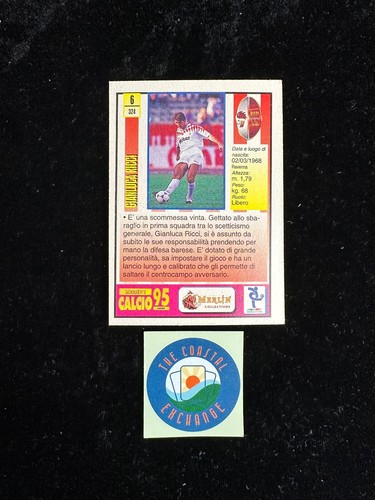 6
324
GIANLUCA RICCI
Data e luogo di
nascita:
02/03/1968
Ravenna
Altezza:
m. 1,79
Peso:
kg. 68
Ruolo:
Libero
• E' una scommessa vinta. Gettato allo sba-
raglio in prima squadra tra lo scetticismo
generale, Gianluca Ricci, si è assunto da
subito le sue responsabilità prendendo per
mano la difesa barese. E' dotato di grande
personalità, sa impostare il gioco e ha un
lancio lungo e calibrato che gli permette di
saltare il centrocampo avversario.
CALCIO 95
MERLIN
COLLECTIONS
THE COASTAL
EXCHANGE